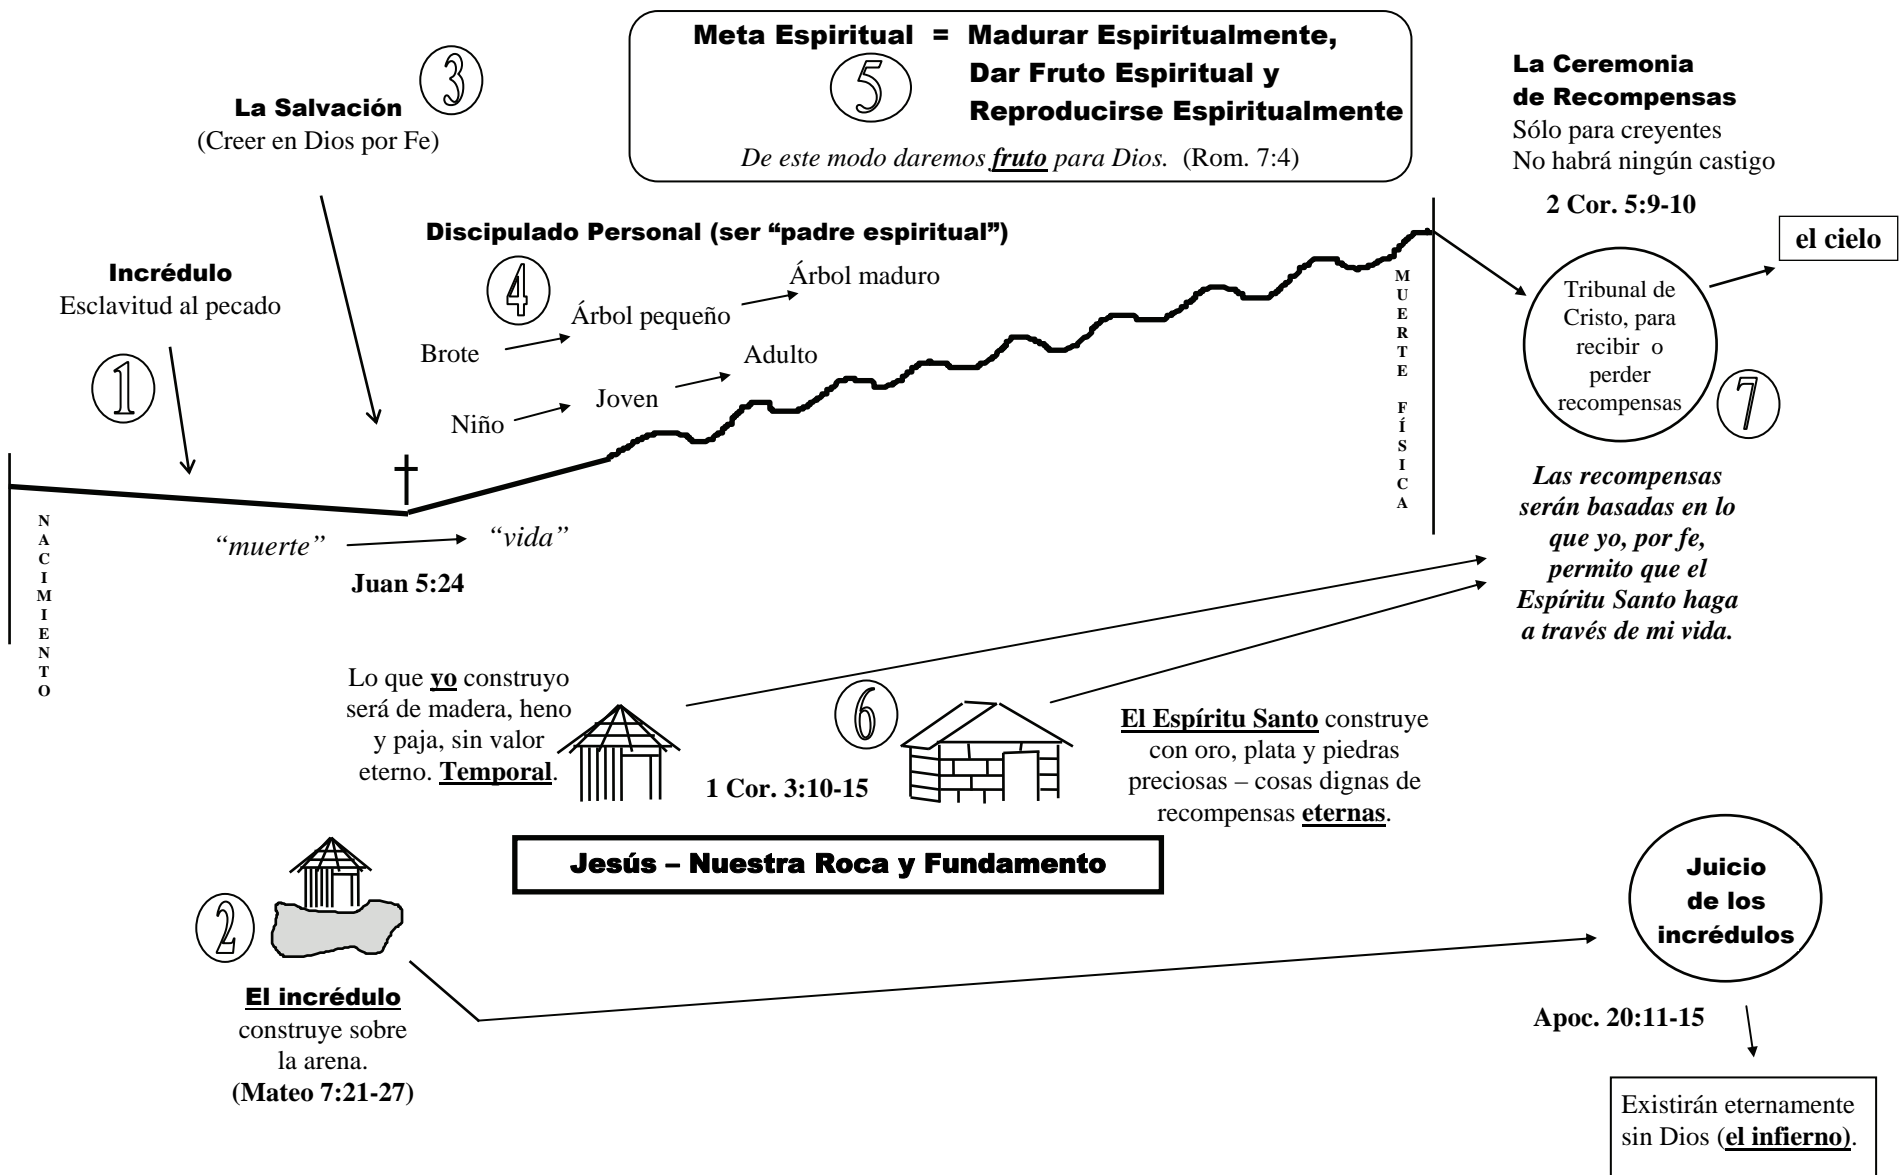 Meta Espiritual = Madurar Espiritualmente,
5
Dar Fruto Espiritual y
Reproducirse Espiritualmente
De este modo daremos fruto para Dios. (Rom. 7:4)
3
La Salvación
(Creer en Dios por Fe)
La Ceremonia
de Recompensas
Sólo para creyentes
No habrá ningún castigo
2 Cor. 5:9-10
el cielo
Incrédulo
Esclavitud al pecado
1
Discipulado Personal (ser “padre espiritual”)
4
Brote
Árbol pequeño
Árbol maduro
Niño
Joven
Adulto
MUERTE FÍSICA
Tribunal de
Cristo, para
recibir o
perder
recompensas
7
NACIMIENTO
“muerte”
“vida”
Juan 5:24
Las recompensas
serán basadas en lo
que yo, por fe,
permito que el
Espíritu Santo haga
a través de mi vida.
Lo que yo construyo
será de madera, heno
y paja, sin valor
eterno. Temporal.
6
1 Cor. 3:10-15
El Espíritu Santo construye
con oro, plata y piedras
preciosas – cosas dignas de
recompensas eternas.
Jesús – Nuestra Roca y Fundamento
2
El incrédulo
construye sobre
la arena.
(Mateo 7:21-27)
Juicio
de los
incrédulos
Apoc. 20:11-15
Existirán eternamente
sin Dios (el infierno).